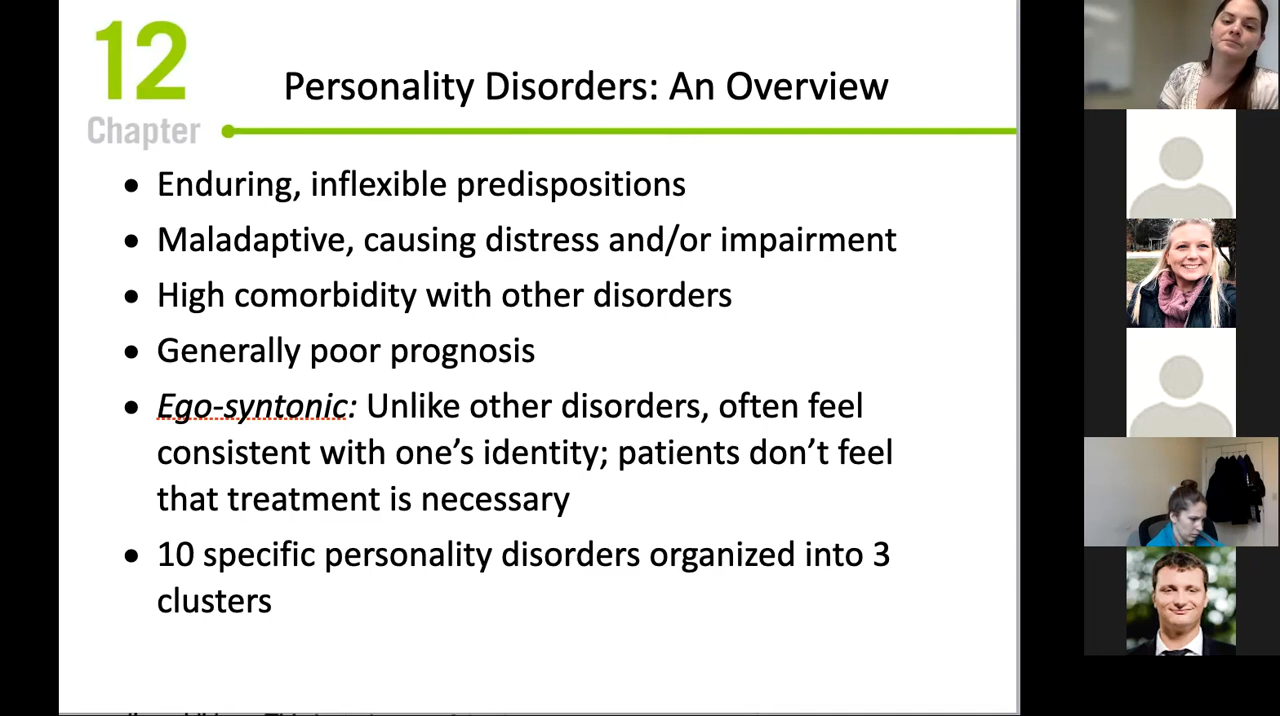 12
Chapter
Personality Disorders: An Overview
• Enduring, inflexible predispositions
• Maladaptive, causing distress and/or impairment
• High comorbidity with other disorders
• Generally poor prognosis
• Ego-syntonic: Unlike other disorders, often feel
consistent with one’s identity; patients don’t feel
that treatment is necessary
• 10 specific personality disorders organized into 3
clusters